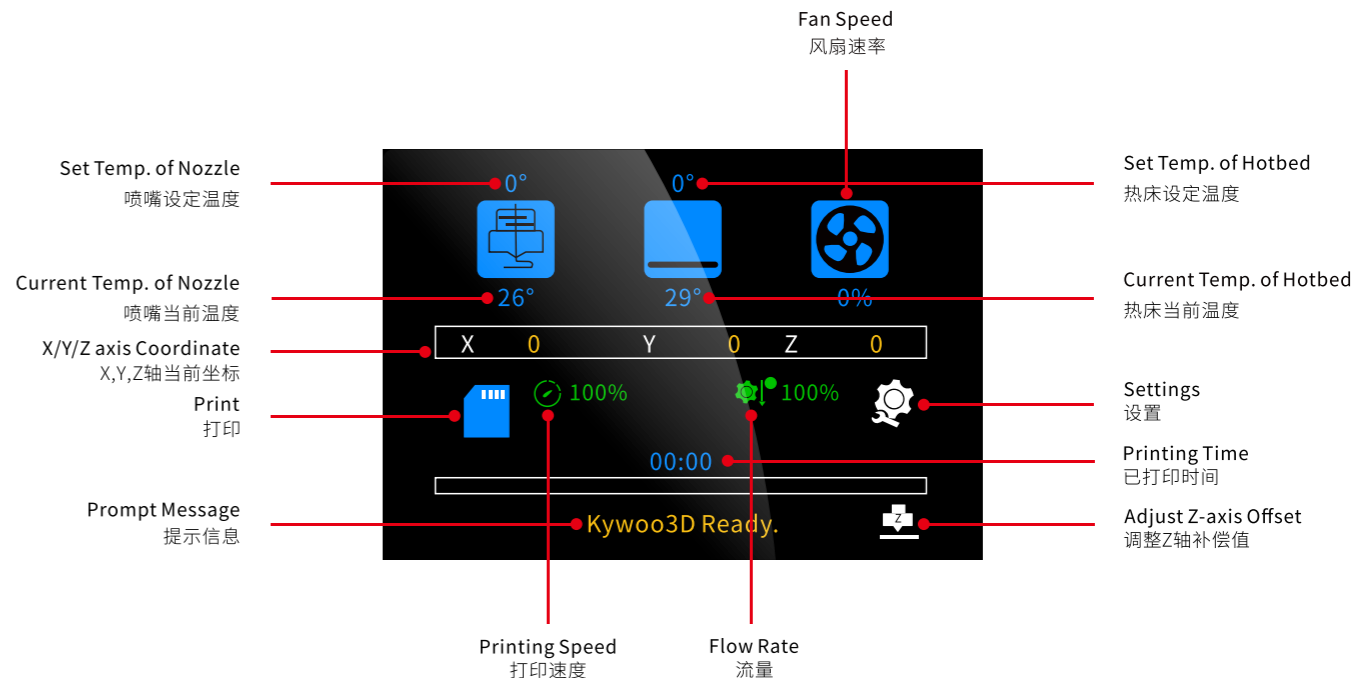 Fan Speed
风扇速率
Set Temp. of Nozzle
喷嘴设定温度
0°
0°
Set Temp. of Hotbed
热床设定温度
Current Temp. of Nozzle
喷嘴当前温度
26°
29°
0%
Current Temp. of Hotbed
热床当前温度
X/Y/Z axis Coordinate
X,Y,Z轴当前坐标
X 0 Y 0 Z 0
Print
打印
100%
100%
Settings
设置
00:00
Printing Time
已打印时间
Prompt Message
提示信息
Kywoo3D Ready.
Z
Adjust Z-axis Offset
调整Z轴补偿值
Printing Speed
打印速度
Flow Rate
流量